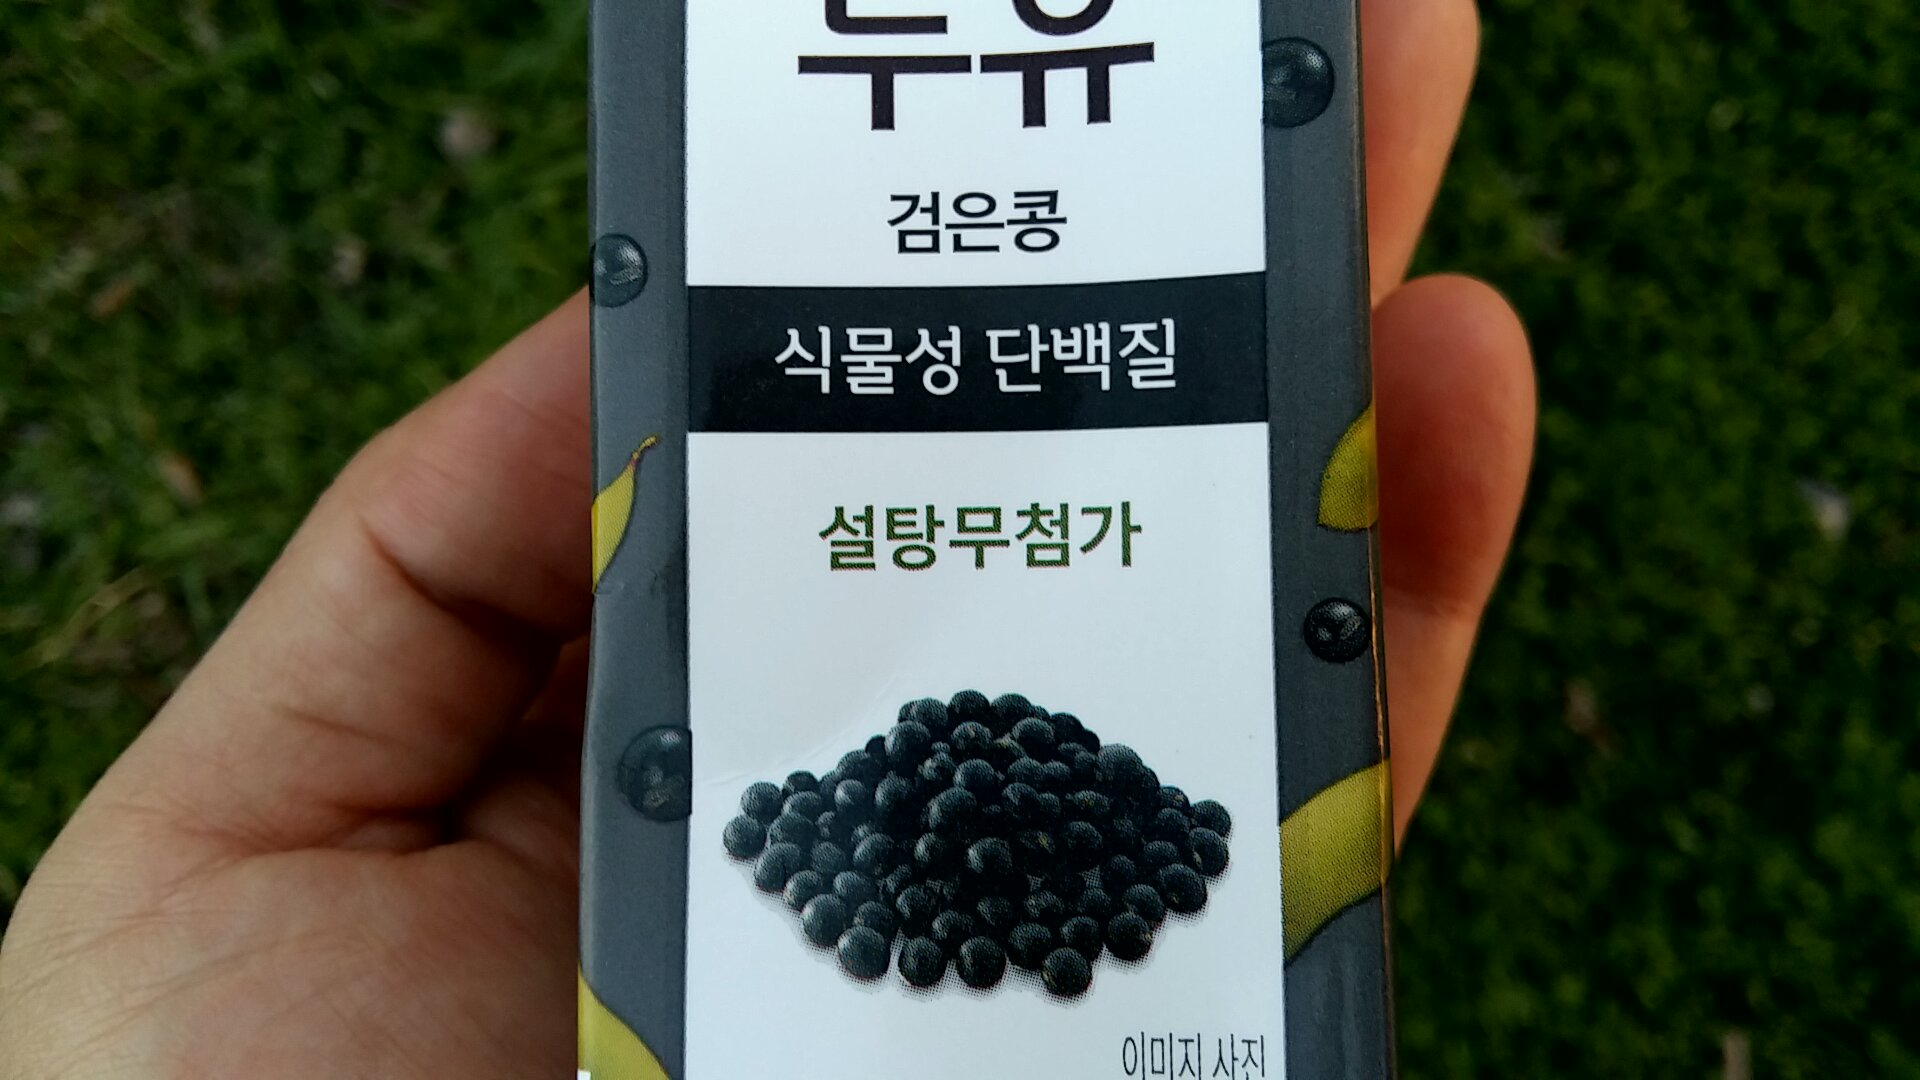 두유
검은콩
식물성 단백질
설탕무첨가
이미지 사진